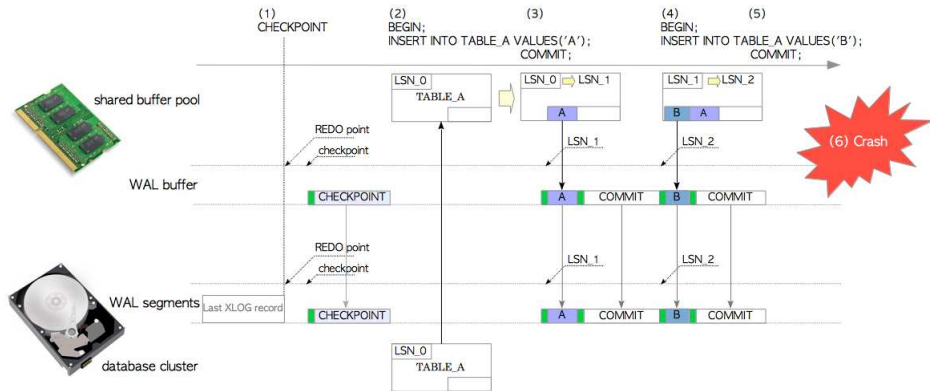 (1)
CHECKPOINT
(2)
BEGIN;
INSERT INTO TABLE_A VALUES('A');
(3)
COMMIT;
(4)
BEGIN;
INSERT INTO TABLE_A VALUES('B');
(5)
COMMIT;
shared buffer pool
LSN_0
TABLE_A
LSN_0 LSN_1
A
LSN_1 LSN_2
B A
(6) Crash
REDO point
checkpoint
LSN_1
LSN_2
WAL buffer
CHECKPOINT
A COMMIT B COMMIT
REDO point
checkpoint
LSN_1
LSN_2
WAL segments
Last XLOG record
CHECKPOINT
A COMMIT B COMMIT
database cluster
LSN_0
TABLE_A